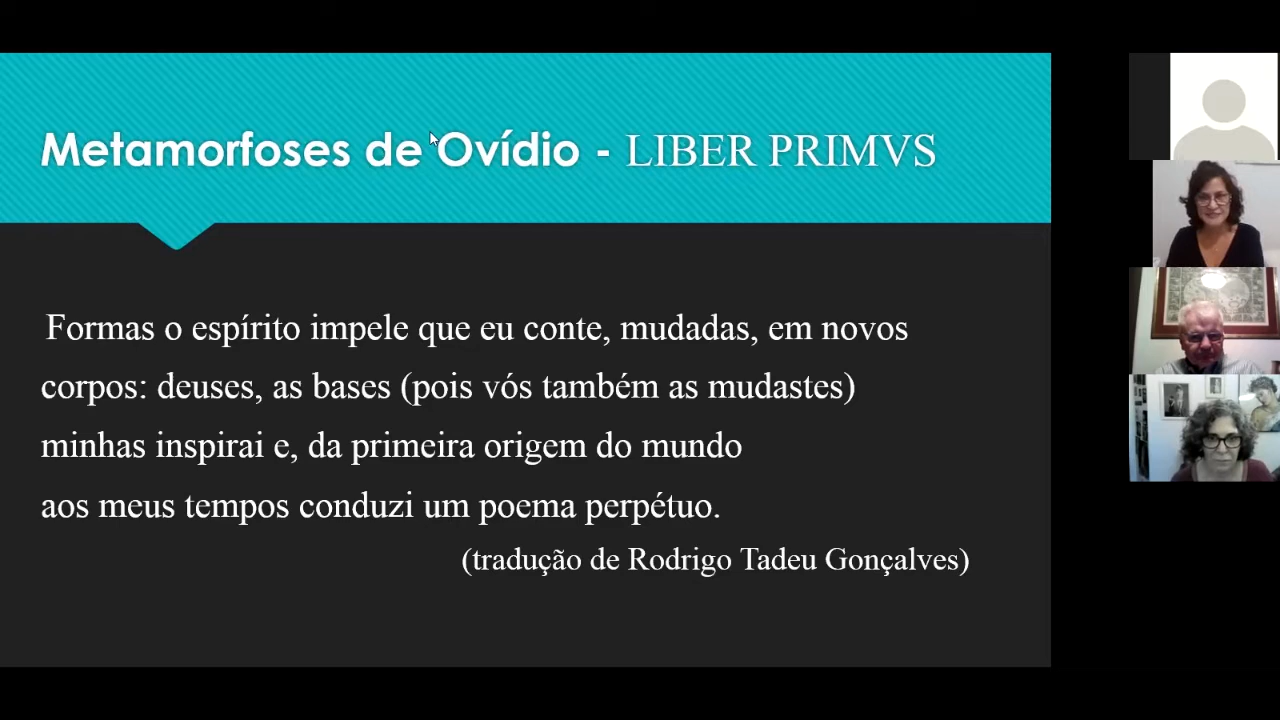 Metamorfoses de Ovídio - LIBER PRIMVS
Formas o espírito impele que eu conte, mudadas, em novos
corpos: deuses, as bases (pois vós também as mudastes)
minhas inspirai e, da primeira origem do mundo
aos meus tempos conduzi um poema perpétuo.
(tradução de Rodrigo Tadeu Gonçalves)